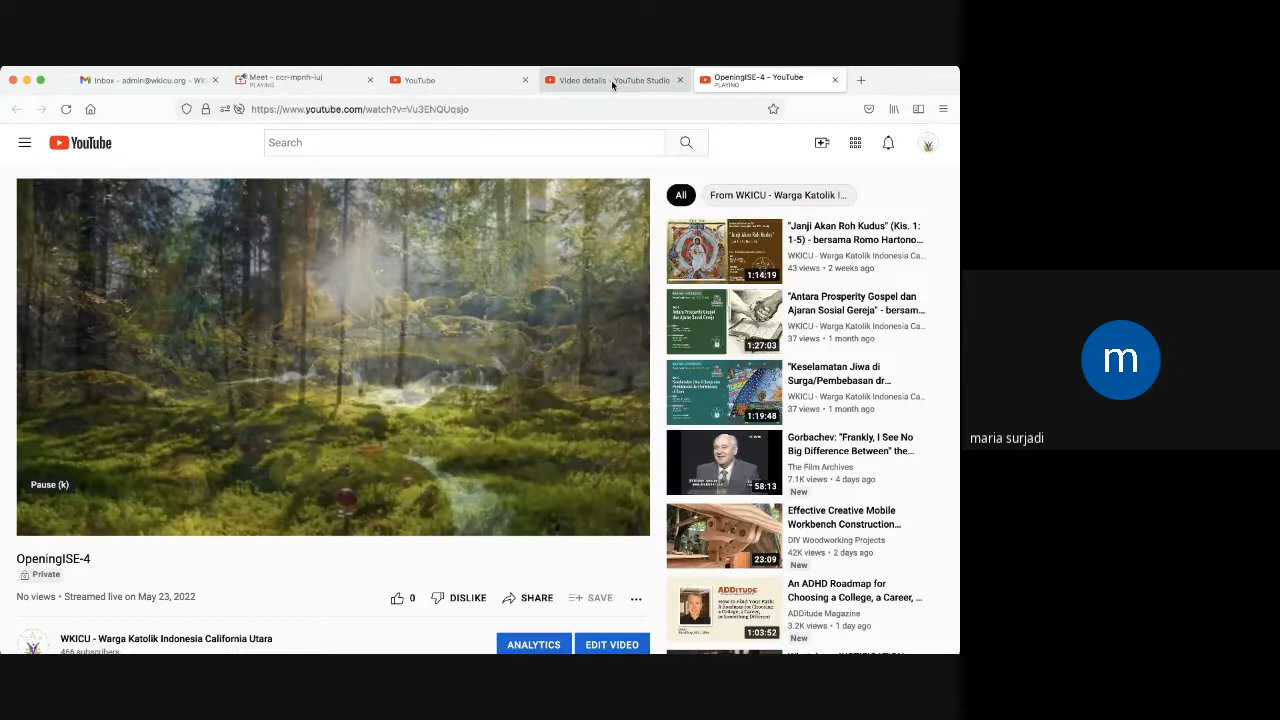 Inbox - admin@wkicu.org - WK
Meet - ccr-mpnh-iuj
PLAYING
YouTube
Video details - YouTube Studio
OpeningISE-4 - YouTube
PLAYING
https://www.youtube.com/watch?v=Vu3ENQUqsjo
YouTube
Search
All
From WKICU - Warga Katolik I...
"Janji Akan Roh Kudus" (Kis. 1:
1-5) - bersama Romo Hartono...
WKICU - Warga Katolik Indonesia Ca...
43 views • 2 weeks ago
1:14:19
"Antara Prosperity Gospel dan
Ajaran Sosial Gereja" - bersam...
WKICU - Warga Katolik Indonesia Ca...
37 views • 1 month ago
1:27:03
"Keselamatan Jiwa di
Surga/Pembebasan dr...
WKICU - Warga Katolik Indonesia Ca...
37 views • 1 month ago
1:19:48
Gorbachev: "Frankly, I See No
Big Difference Between" the...
The Film Archives
7.1K views • 4 days ago
New
58:13
Effective Creative Mobile
Workbench Construction...
DIY Woodworking Projects
42K views • 2 days ago
New
23:09
An ADHD Roadmap for
Choosing a College, a Career, ...
ADDitude Magazine
3.2K views • 1 day ago
New
ADDITUDE
1:03:52
Pause (k)
OpeningISE-4
Private
No views • Streamed live on May 23, 2022
0
DISLIKE
SHARE
SAVE
WKICU - Warga Katolik Indonesia California Utara
466 subscribers
ANALYTICS
EDIT VIDEO
m
maria surjadi